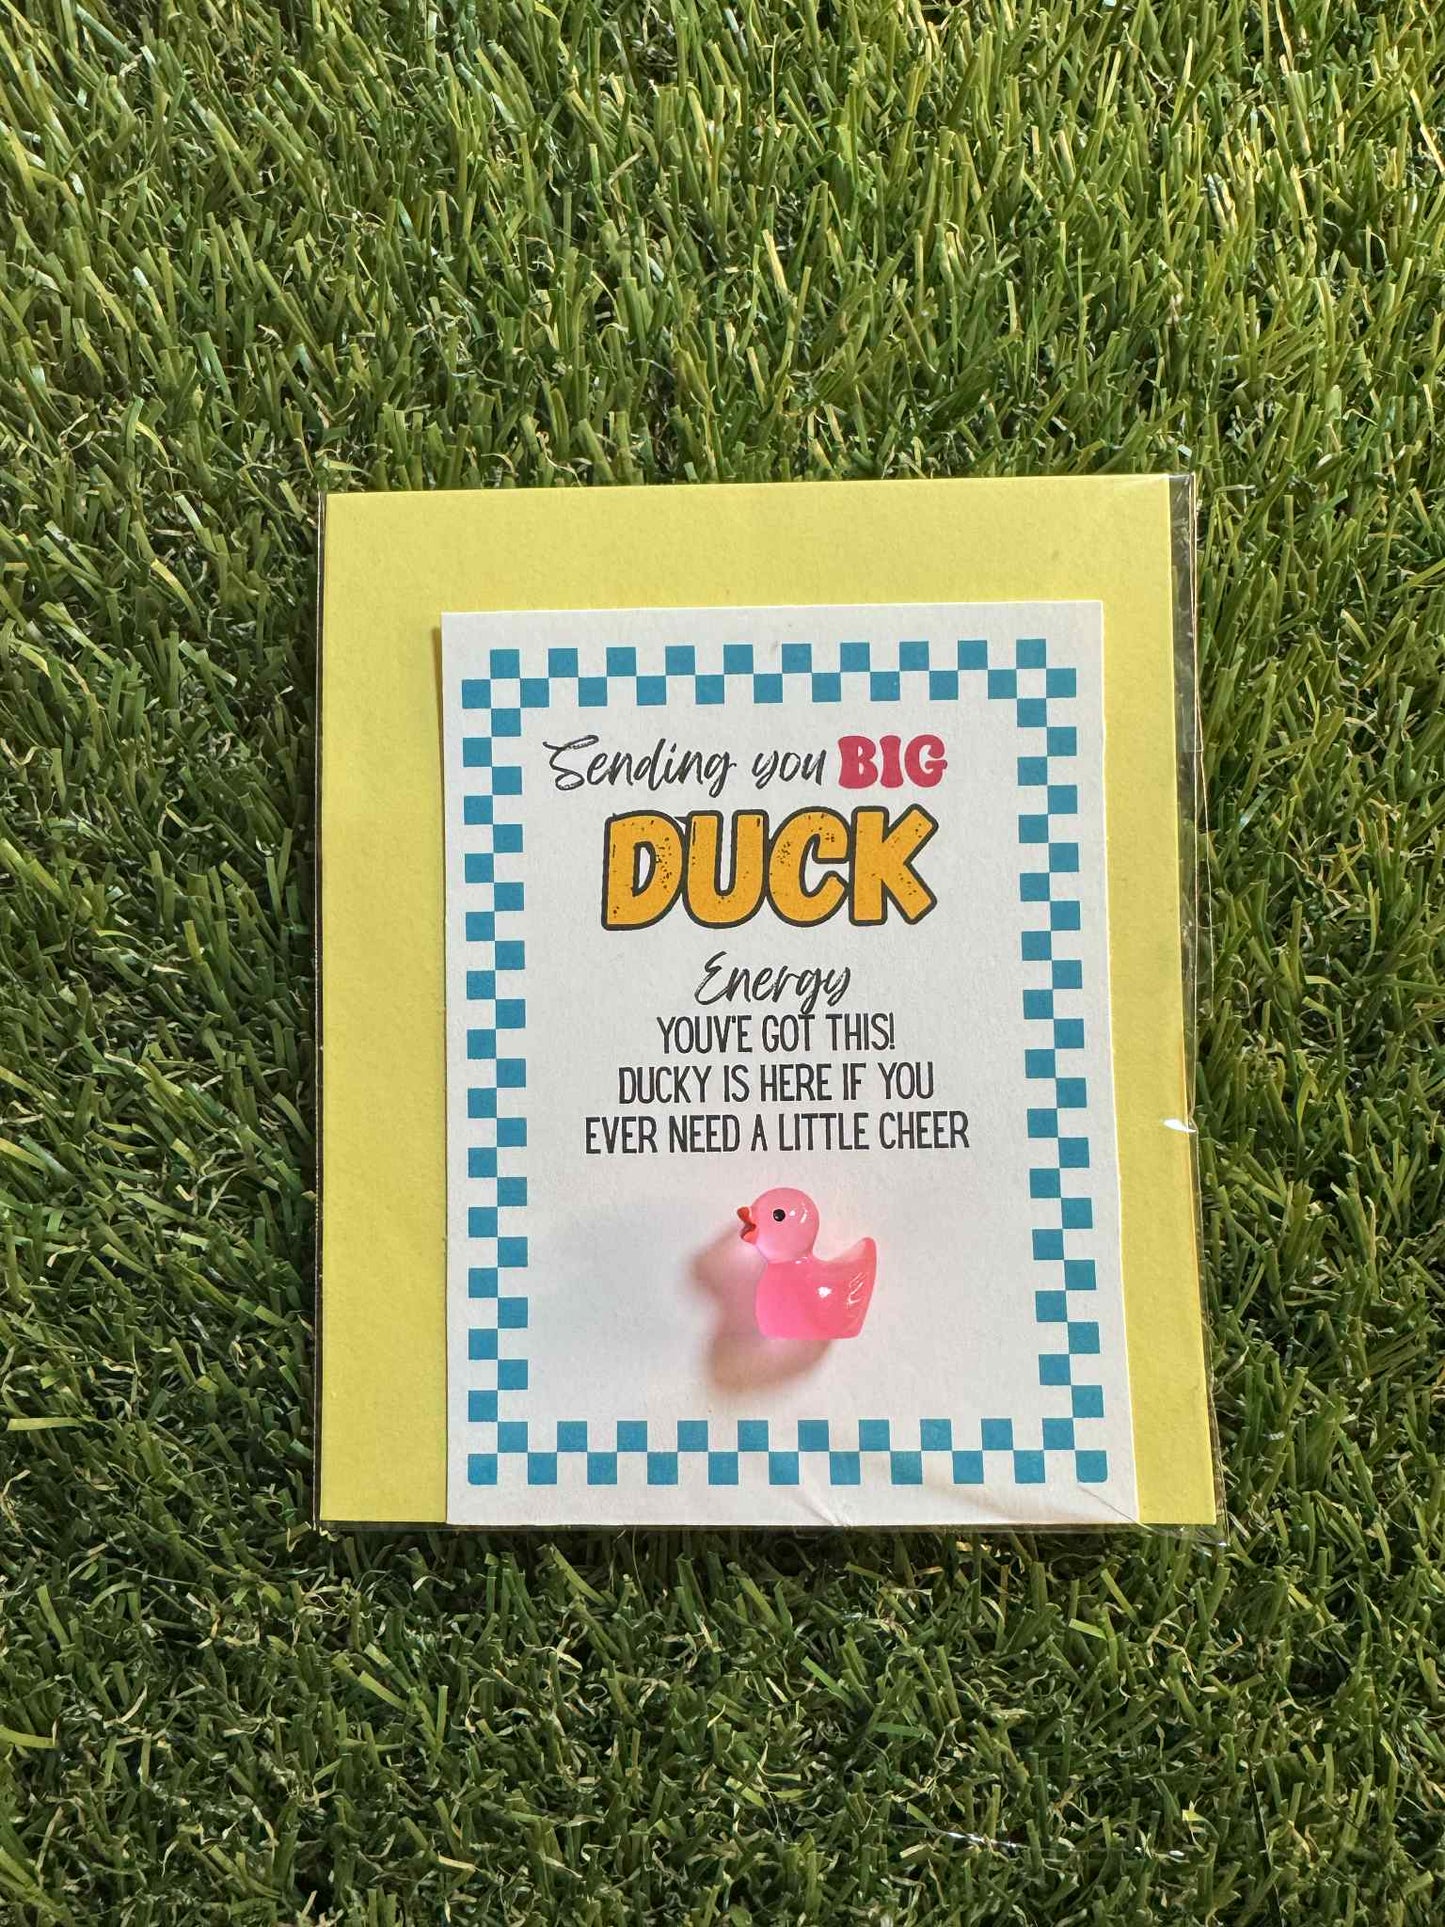 Sending you BIG
DUCK
Energy
YOUV'E GOT THIS!
DUCKY IS HERE IF YOU
EVER NEED A LITTLE CHEER